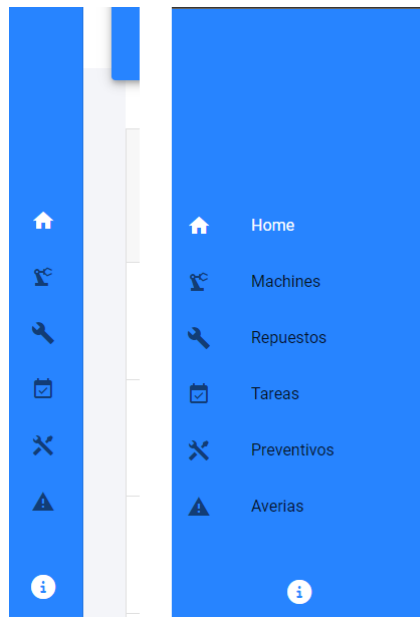 Home
Machines
Repuestos
Tareas
Preventivos
Averias